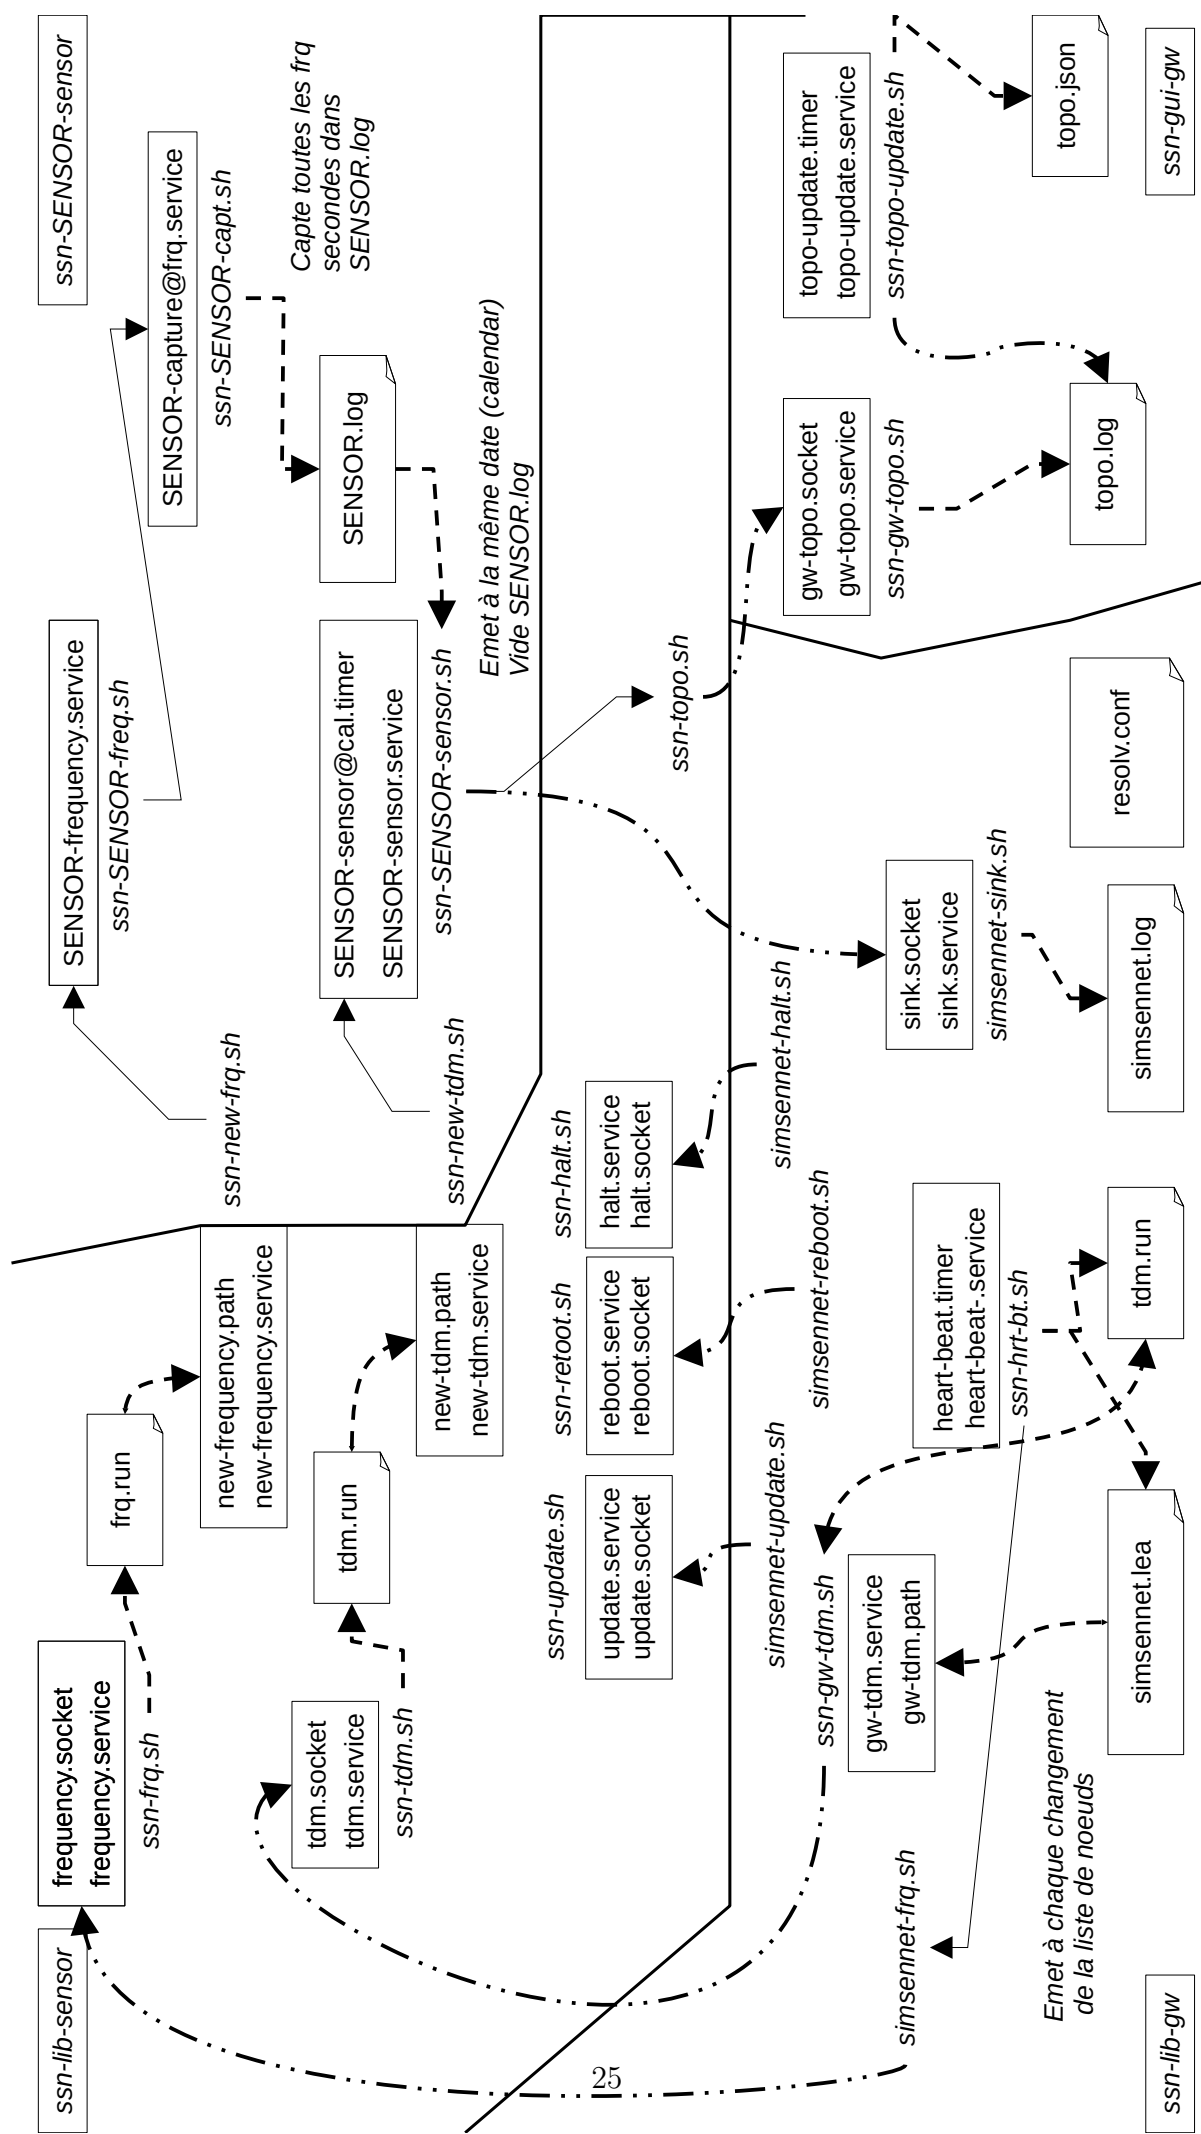 ssn-lib-sensor
frequency.socket
frequency.service
ssn-frq.sh
frq.run
new-frequency.path
new-frequency.service
tdm.socket
tdm.service
ssn-tdm.sh
tdm.run
new-tdm.path
new-tdm.service
ssn-new-frq.sh
ssn-new-tdm.sh
SENSOR-frequency.service
ssn-SENSOR-freq.sh
SENSOR-sensor@cal.timer
SENSOR-sensor.service
ssn-SENSOR-sensor.sh
ssn-SENSOR-sensor
SENSOR-capture@frq.service
ssn-SENSOR-capt.sh
Capte toutes les frq
secondes dans
SENSOR.log
SENSOR.log
Emet à la même date (calendar)
Vide SENSOR.log
ssn-update.sh
update.service
update.socket
simsennet-update.sh
ssn-retoot.sh
reboot.service
reboot.socket
simsennet-reboot.sh
ssn-halt.sh
halt.service
halt.socket
simsennet-halt.sh
ssn-topo.sh
gw-topo.socket
gw-topo.service
ssn-gw-topo.sh
topo.log
topo-update.timer
topo-update.service
ssn-topo-update.sh
topo.json
ssn-gui-gw
sink.socket
sink.service
simsennet-sink.sh
simsennet.log
resolv.conf
heart-beat.timer
heart-beat-.service
ssn-hrt-bt.sh
tdm.run
ssn-gw-tdm.sh
gw-tdm.service
gw-tdm.path
simsennet.lea
simsennet-frq.sh
Emet à chaque changement
de la liste de noeuds
ssn-lib-gw
25